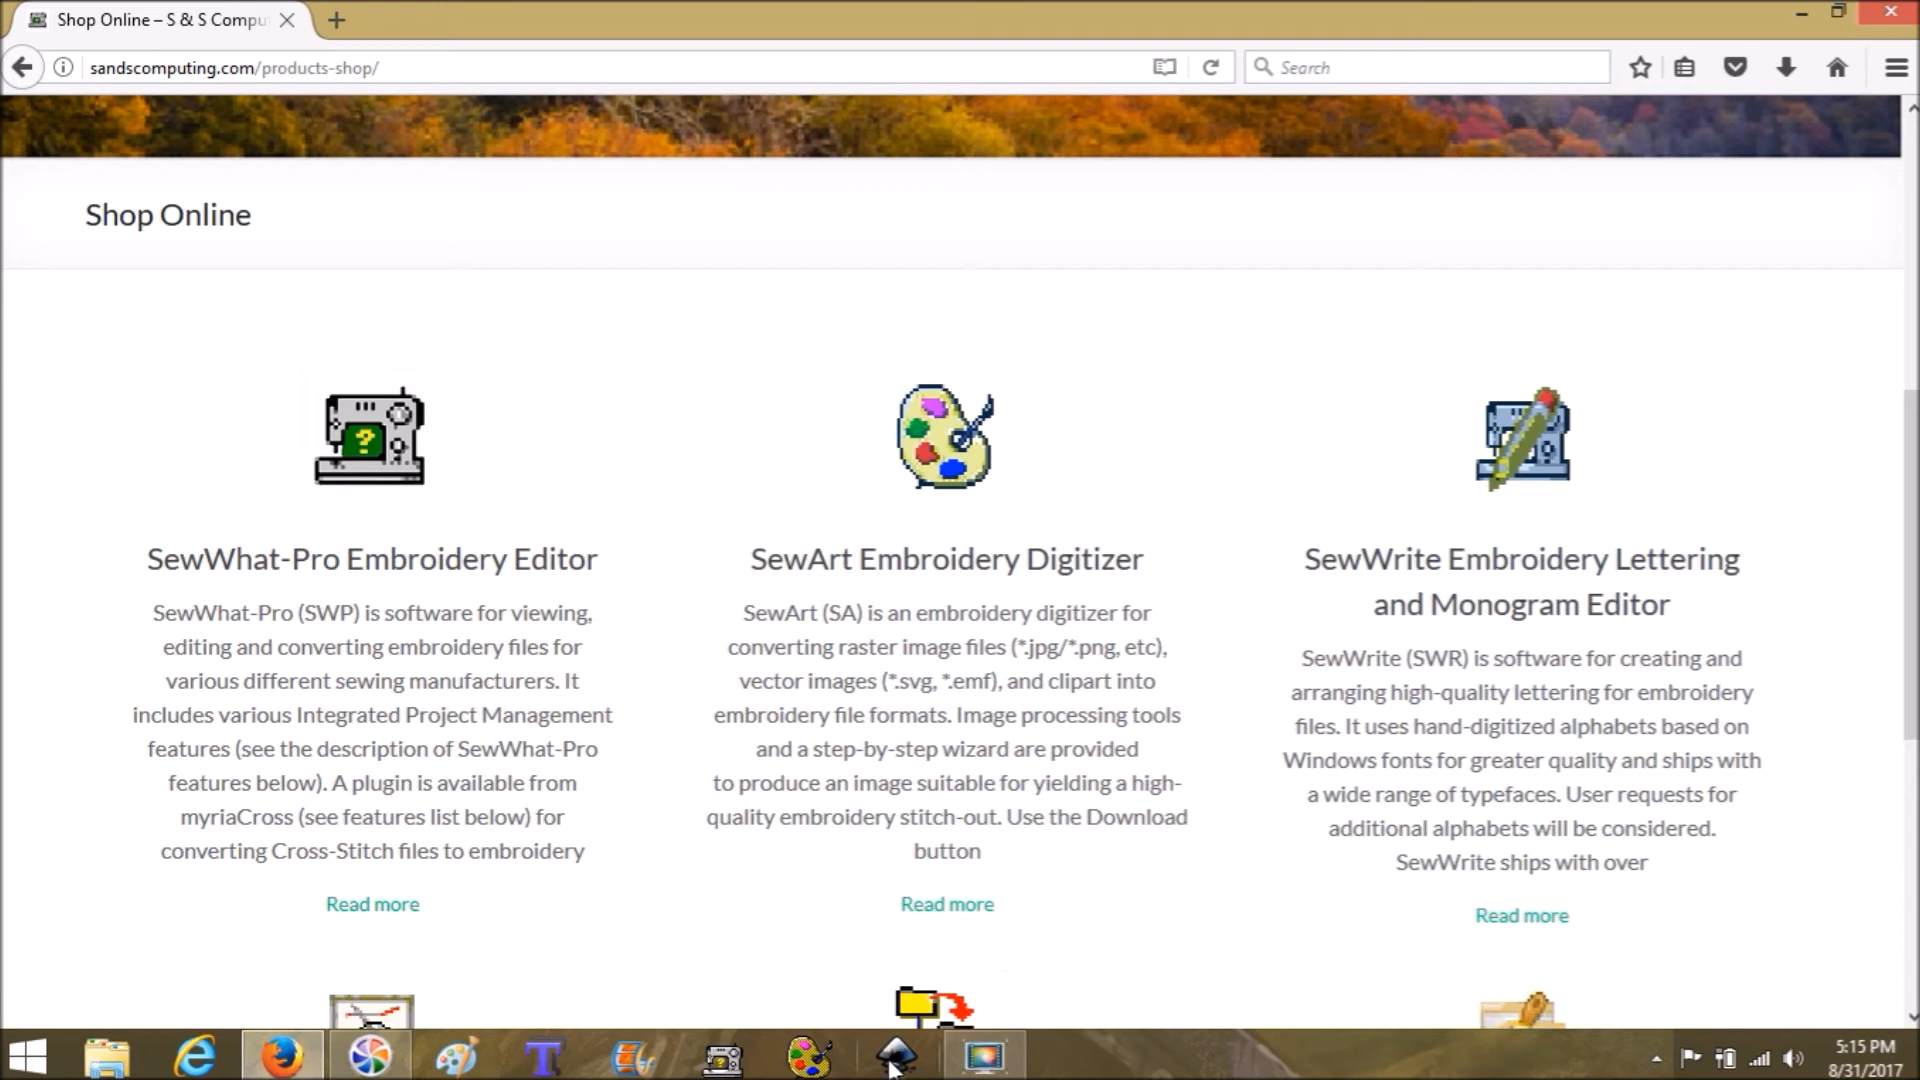 Shop Online – S & S Compu
sandscomputing.com/products-shop/
Search
Shop Online
?
?
SewWhat-Pro Embroidery Editor
SewWhat-Pro (SWP) is software for viewing,
editing and converting embroidery files for
various different sewing manufacturers. It
includes various Integrated Project Management
features (see the description of SewWhat-Pro
features below). A plugin is available from
myriaCross (see features list below) for
converting Cross-Stitch files to embroidery
Read more
SewArt Embroidery Digitizer
SewArt (SA) is an embroidery digitizer for
converting raster image files (*.jpg/*.png, etc),
vector images (*.svg, *.emf), and clipart into
embroidery file formats. Image processing tools
and a step-by-step wizard are provided
to produce an image suitable for yielding a high-
quality embroidery stitch-out. Use the Download
button
Read more
SewWrite Embroidery Lettering
and Monogram Editor
SewWrite (SWR) is software for creating and
arranging high-quality lettering for embroidery
files. It uses hand-digitized alphabets based on
Windows fonts for greater quality and ships with
a wide range of typefaces. User requests for
additional alphabets will be considered.
SewWrite ships with over
Read more
5:15 PM
8/31/2017